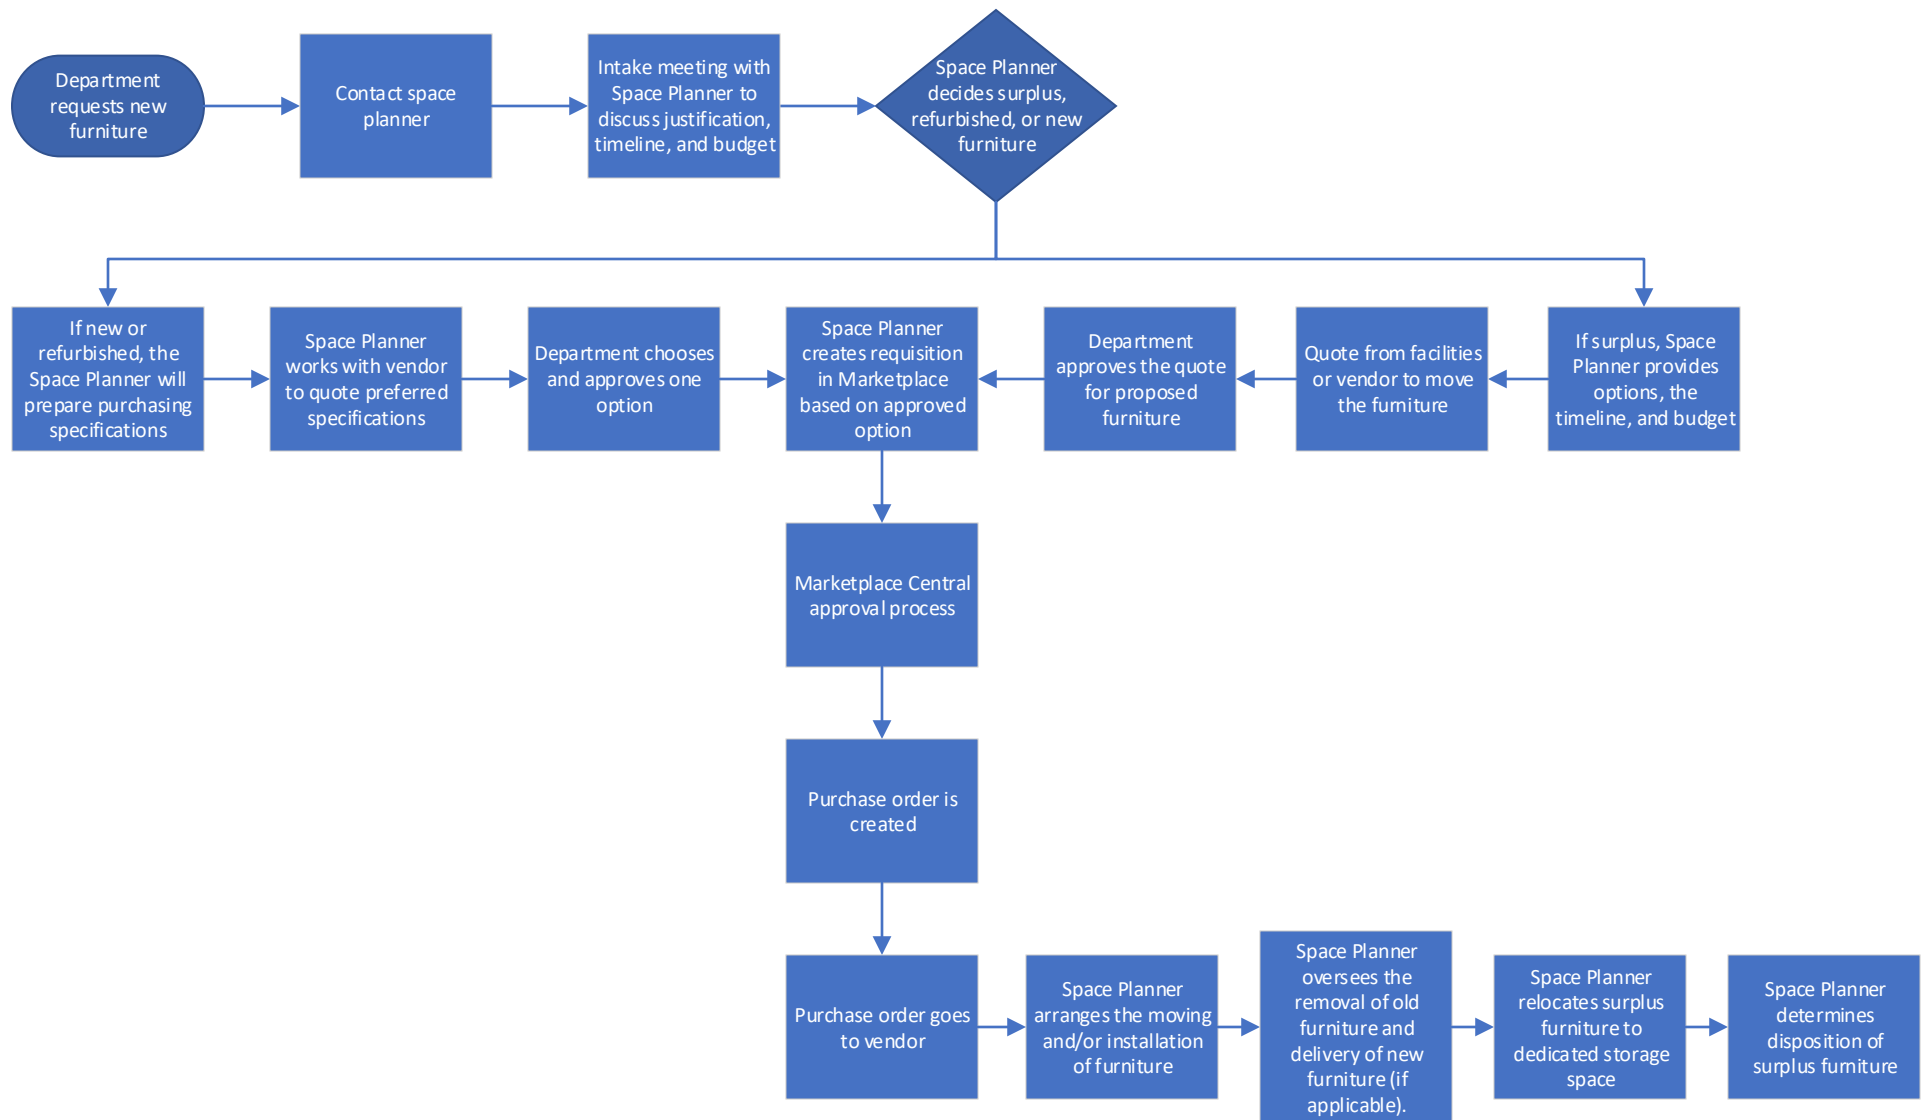 Department
requests new
furniture
Contact space
planner
Intake meeting with
Space Planner to
discuss justification,
timeline, and budget
Space Planner
decides surplus,
refurbished, or new
furniture
If new or
refurbished, the
Space Planner will
prepare purchasing
specifications
Space Planner
works with vendor
to quote preferred
specifications
Department chooses
and approves one
option
Space Planner
creates requisition
in Marketplace
based on approved
option
Department
approves the quote
for proposed
furniture
Quote from facilities
or vendor to move
the furniture
If surplus, Space
Planner provides
options, the
timeline, and budget
Marketplace Central
approval process
Purchase order is
created
Purchase order goes
to vendor
Space Planner
arranges the moving
and/or installation
of furniture
Space Planner
oversees the
removal of old
furniture and
delivery of new
furniture (if
applicable).
Space Planner
relocates surplus
furniture to
dedicated storage
space
Space Planner
determines
disposition of
surplus furniture